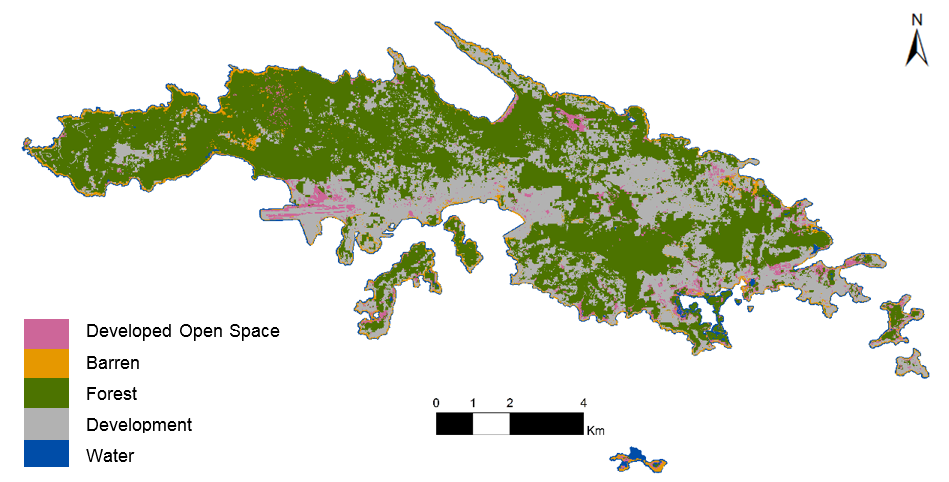 N
Developed Open Space
Barren
Forest
Development
Water
0 1 2 4
Km